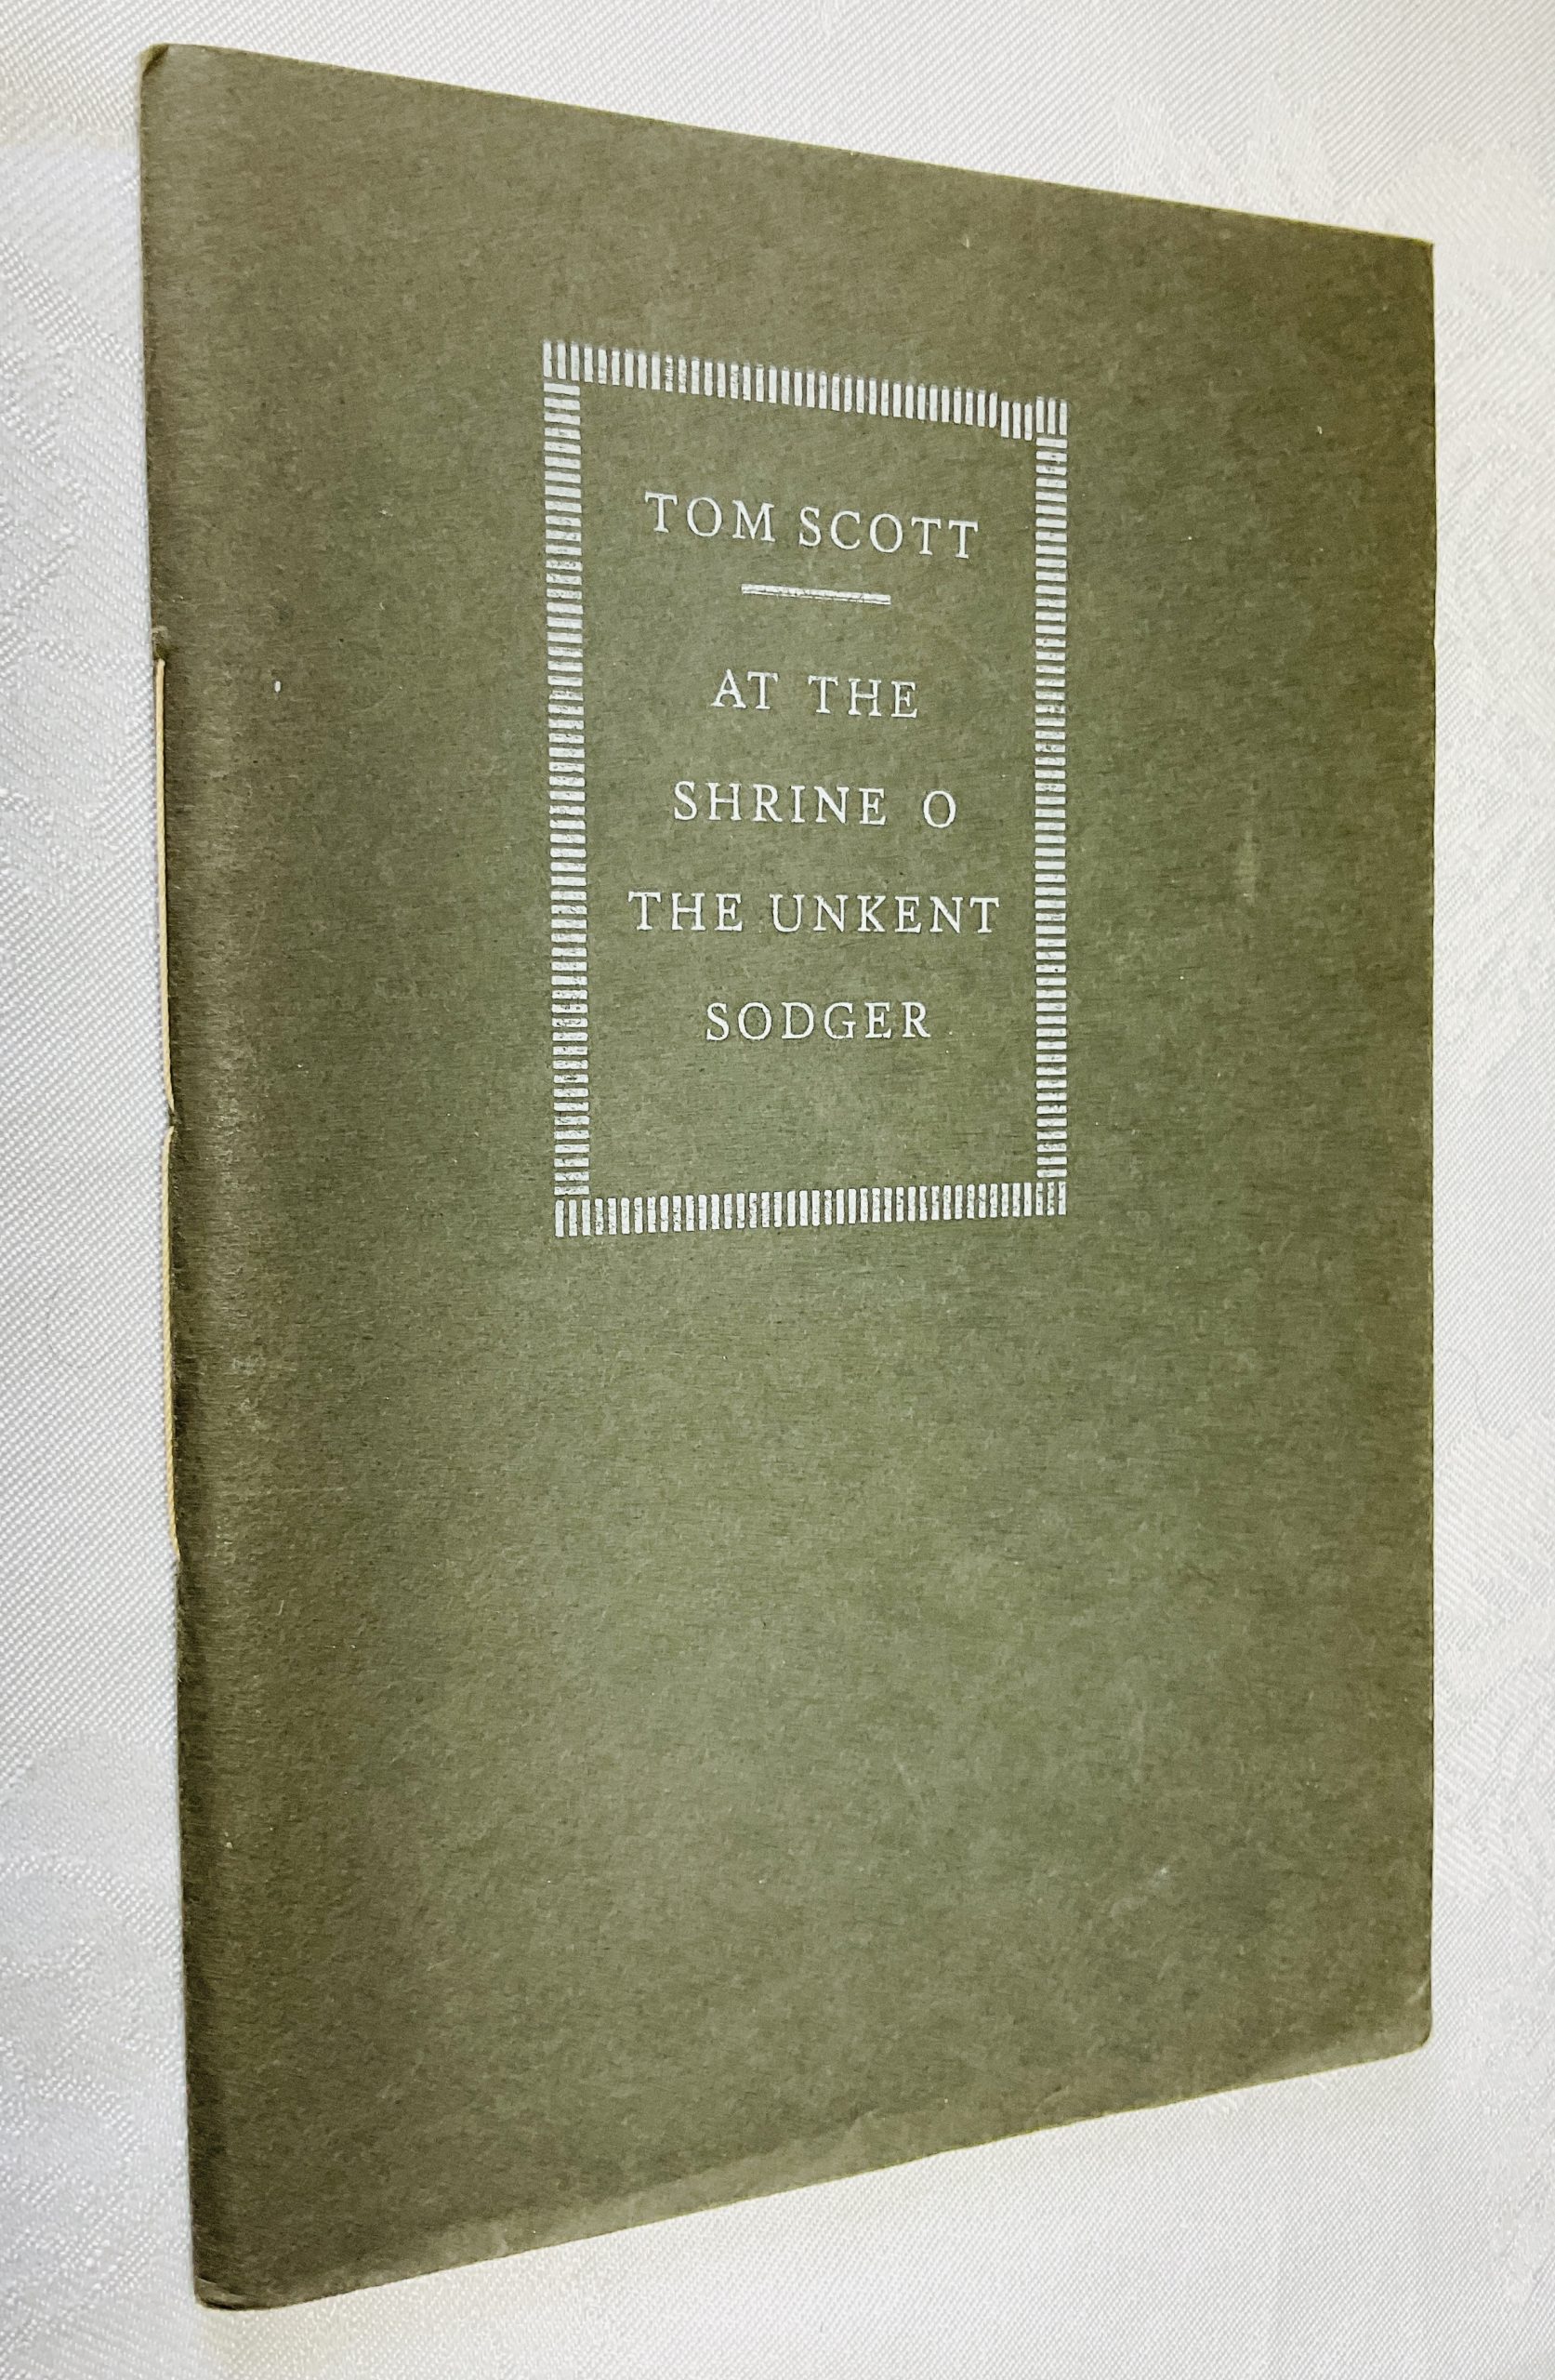 TOM SCOTT
AT THE
SHRINE O
THE UNKENT
SODGER